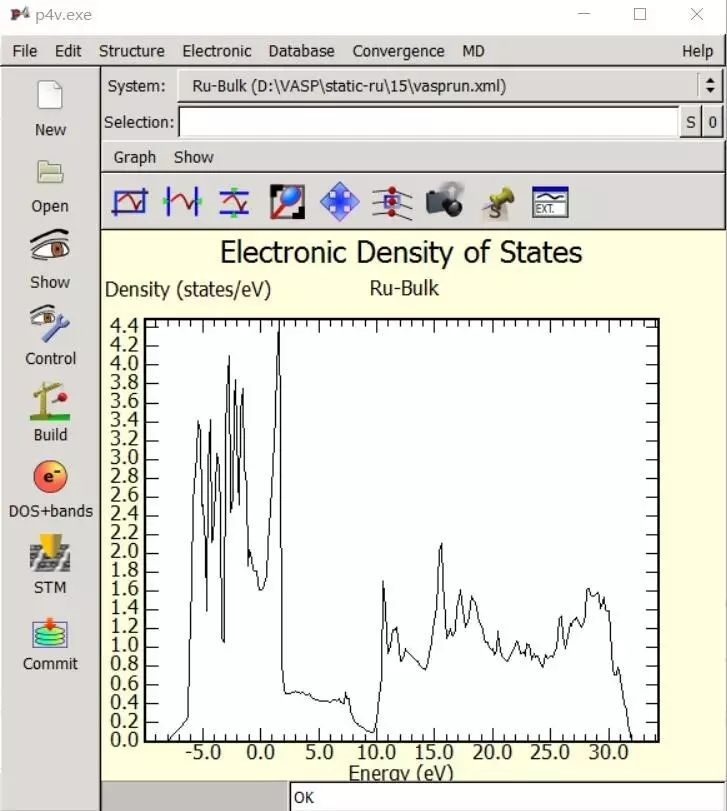 p4v.exe
File Edit Structure Electronic Database Convergence MD Help
System: Ru-Bulk (D:\VASP\static-ru\15\vasprun.xml)
New
Selection: S 0
Graph Show
Open
EXT.
Show
Control
Build
DOS+bands
STM
Commit
Electronic Density of States
Density (states/eV) Ru-Bulk
4.4
4.2
4.0
3.8
3.6
3.4
3.2
3.0
2.8
2.6
2.4
2.2
2.0
1.8
1.6
1.4
1.2
1.0
0.8
0.6
0.4
0.2
0.0
-5.0 0.0 5.0 10.0 15.0 20.0 25.0 30.0
Energy (eV)
OK